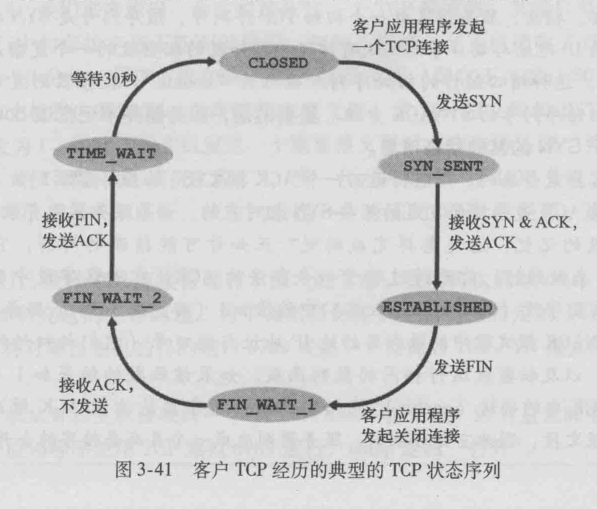 客户应用程序发起
一个TCP连接
CLOSED
等待30秒
发送SYN
TIME_WAIT
SYN_SENT
接收FIN,
发送ACK
接收SYN & ACK,
发送ACK
FIN_WAIT_2
ESTABLISHED
发送FIN
接收ACK,
不发送
FIN_WAIT_1
客户应用程序
发起关闭连接
图 3-41 客户 TCP 经历的典型的 TCP 状态序列